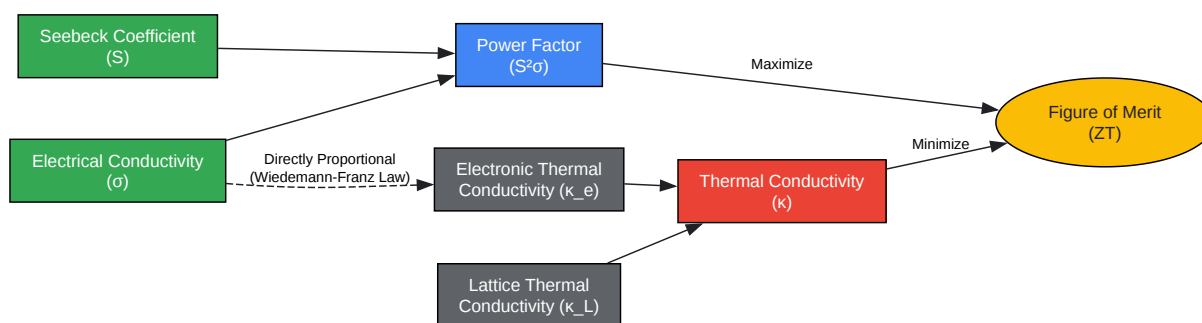 Seebeck Coefficient
(S)
Power Factor
(S²σ)
Maximize
Figure of Merit
(ZT)
Electrical Conductivity
(σ)
Directly Proportional
(Wiedemann-Franz Law)
Electronic Thermal
Conductivity (κ_e)
Minimize
Thermal Conductivity
(κ)
Lattice Thermal
Conductivity (κ_L)